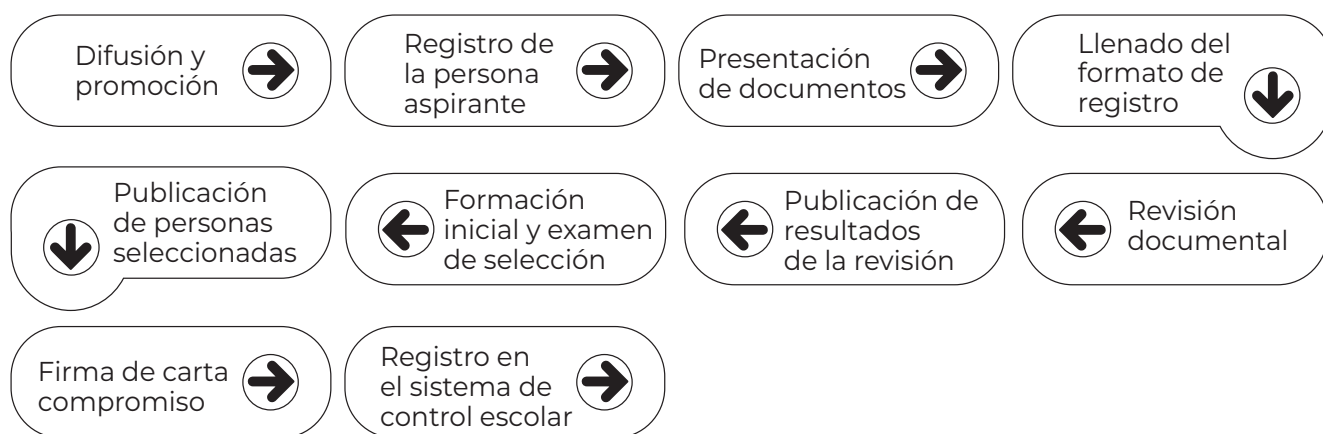 Difusión y
promoción
Registro de
la persona
aspirante
Presentación
de documentos
Llenado del
formato de
registro
Revisión
documental
Publicación de
resultados
de la revisión
Formación
inicial y examen
de selección
Publicación
de personas
seleccionadas
Firma de carta
compromiso
Registro en
el sistema de
control escolar